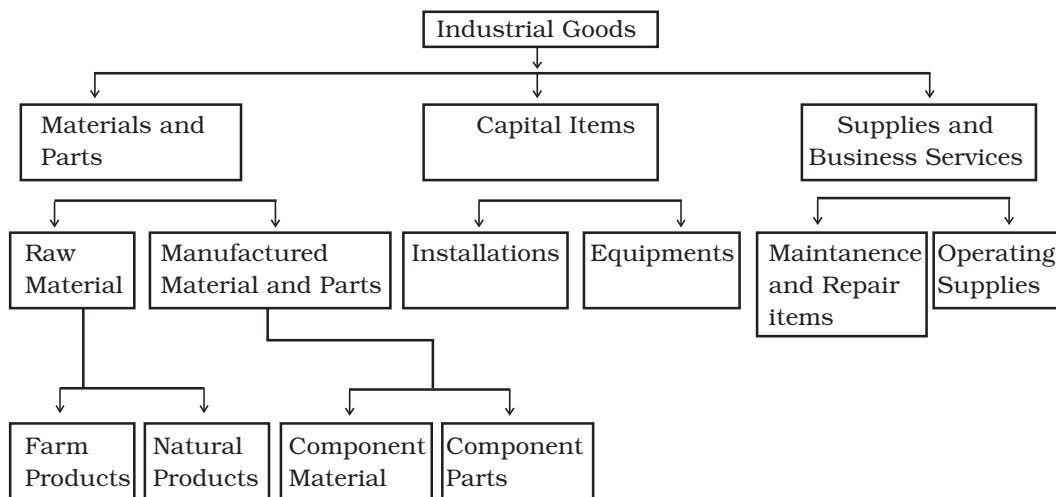 Industrial Goods
Materials and
Parts
Capital Items
Supplies and
Business Services
Raw
Material
Manufactured
Material and Parts
Installations
Equipments
Maintanence
and Repair
items
Operating
Supplies
Farm
Products
Natural
Products
Component
Material
Component
Parts